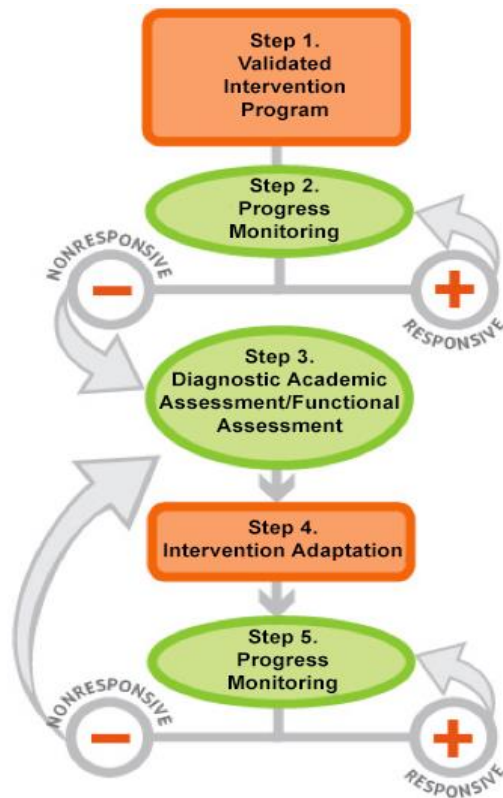 Step 1.
Validated
Intervention
Program
Step 2.
Progress
Monitoring
NONRESPONSIVE
RESPONSIVE
Step 3.
Diagnostic Academic
Assessment/Functional
Assessment
Step 4.
Intervention Adaptation
Step 5.
Progress
Monitoring
NONRESPONSIVE
RESPONSIVE